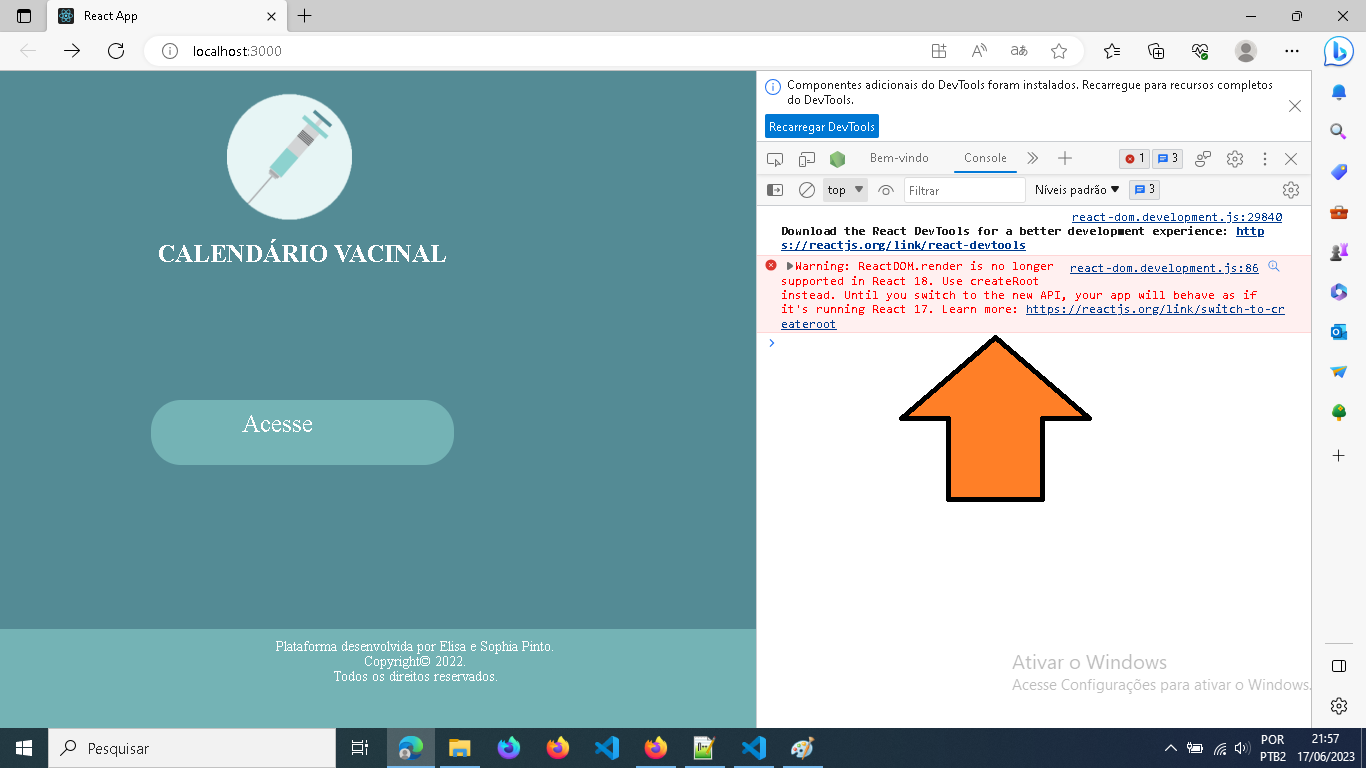 React App
localhost:3000
Componentes adicionais do DevTools foram instalados. Recarregue para recursos completos
do DevTools.
Recarregar DevTools
Bem-vindo
Console
1
3
top
Filtrar
Níveis padrão
3
react-dom.development.js:29840
Download the React DevTools for a better development experience: http
s://reactjs.org/link/react-devtools
Warning: ReactDOM.render is no longer
react-dom.development.js:86
supported in React 18. Use createRoot
instead. Until you switch to the new API, your app will behave as if
it's running React 17. Learn more: https://reactjs.org/link/switch-to-cr
eateroot
CALENDÁRIO VACINAL
Acesse
Plataforma desenvolvida por Elisa e Sophia Pinto.
Copyright© 2022.
Todos os direitos reservados.
Ativar o Windows
Acesse Configurações para ativar o Windows.
Pesquisar
POR
PTB2
21:57
17/06/2023